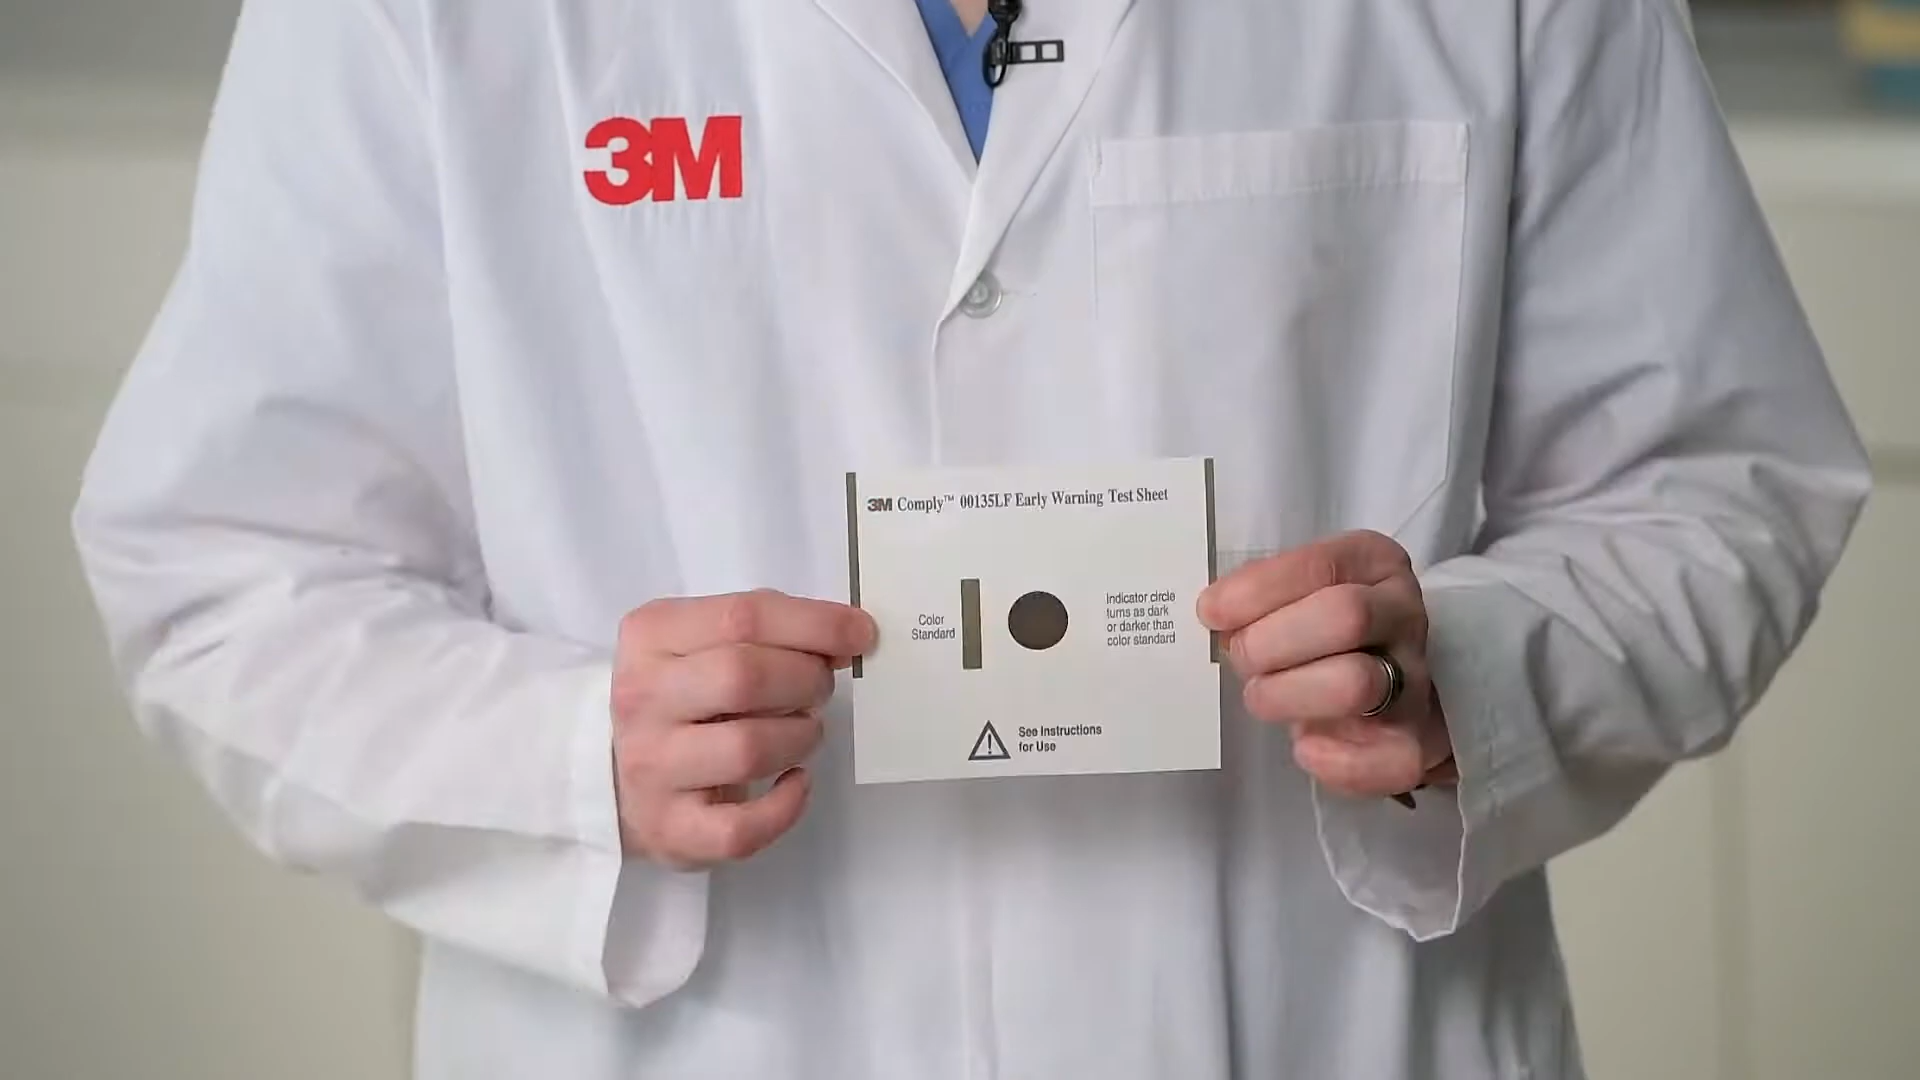 3M
3M Comply™ 00135LF Early Warning Test Sheet
Color
Standard
Indicator circle
turns as dark
or darker than
color standard
See Instructions
for Use